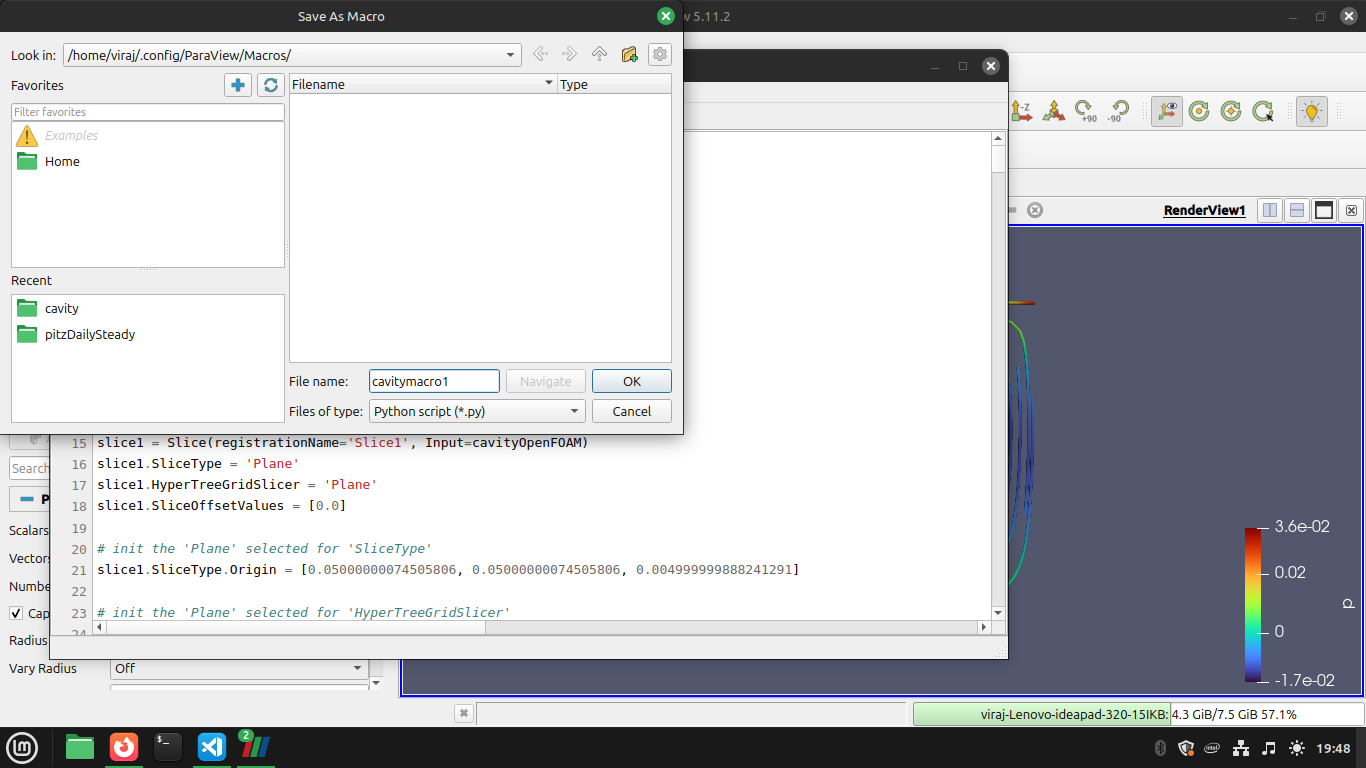 Save As Macro
w 5.11.2
Look in:
/home/viraj/.config/ParaView/Macros/
Favorites
Filename
Type
Filter favorites
Examples
Home
Recent
cavity
pitzDailySteady
File name:
cavitymacro1
Navigate
OK
Files of type:
Python script (*.py)
Cancel
-Z
+90
-90
RenderView1
15 slice1 = Slice(registrationName='Slice1', Input=cavityOpenFOAM)
16 slice1.SliceType = 'Plane'
17 slice1.HyperTreeGridSlicer = 'Plane'
18 slice1.SliceOffsetValues = [0.0]
19
20 # init the 'Plane' selected for 'SliceType'
21 slice1.SliceType.Origin = [0.05000000074505806, 0.05000000074505806, 0.004999999888241291]
22
23 # init the 'Plane' selected for 'HyperTreeGridSlicer'
24
Search
P
Scalars
Vectors
Numbe
Cap
Radius
Vary Radius
Off
3.6e-02
0.02
0
-1.7e-02
p
viraj-Lenovo-ideapad-320-15IKB: 4.3 GiB/7.5 GiB 57.1%
2
intel
19:48